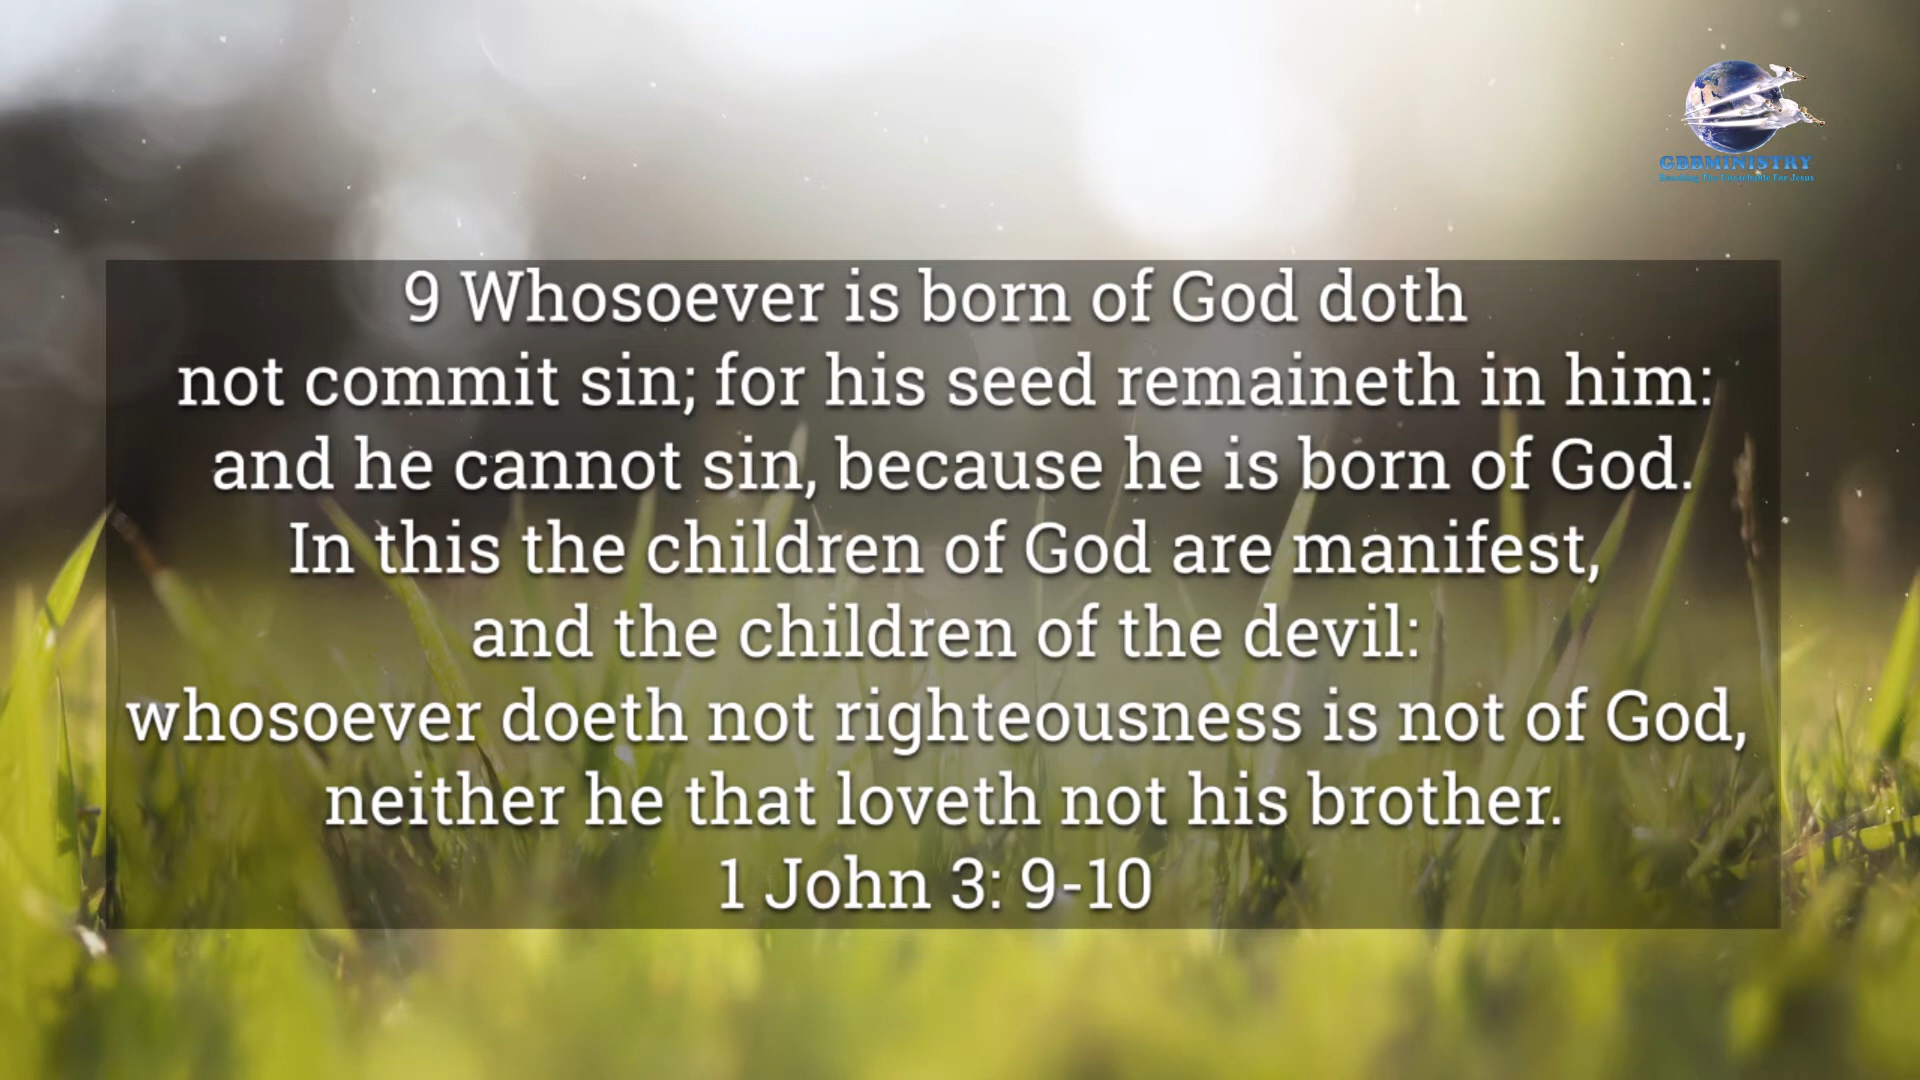 GBBMINISTRY
9 Whosoever is born of God doth
not commit sin; for his seed remaineth in him:
and he cannot sin, because he is born of God.
In this the children of God are manifest,
and the children of the devil:
whosoever doeth not righteousness is not of God,
neither he that loveth not his brother.
1 John 3: 9-10